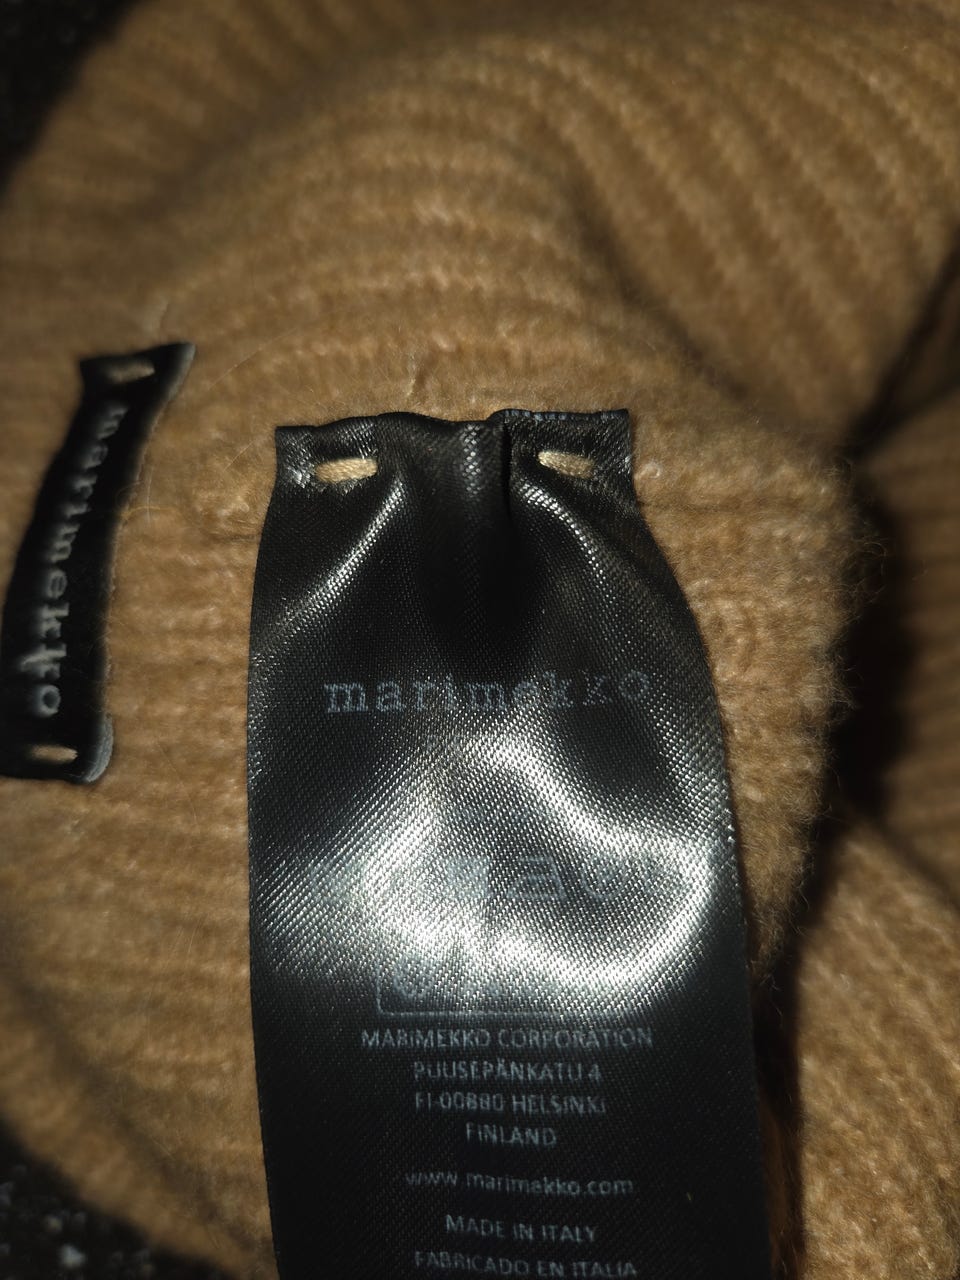 marimekko
marimekko
MARIMEKKO CORPORATION
PUUSEPÄNKATU 4
FI-00880 HELSINKI
FINLAND
www.marimekko.com
MADE IN ITALY
FABRICADO EN ITALIA